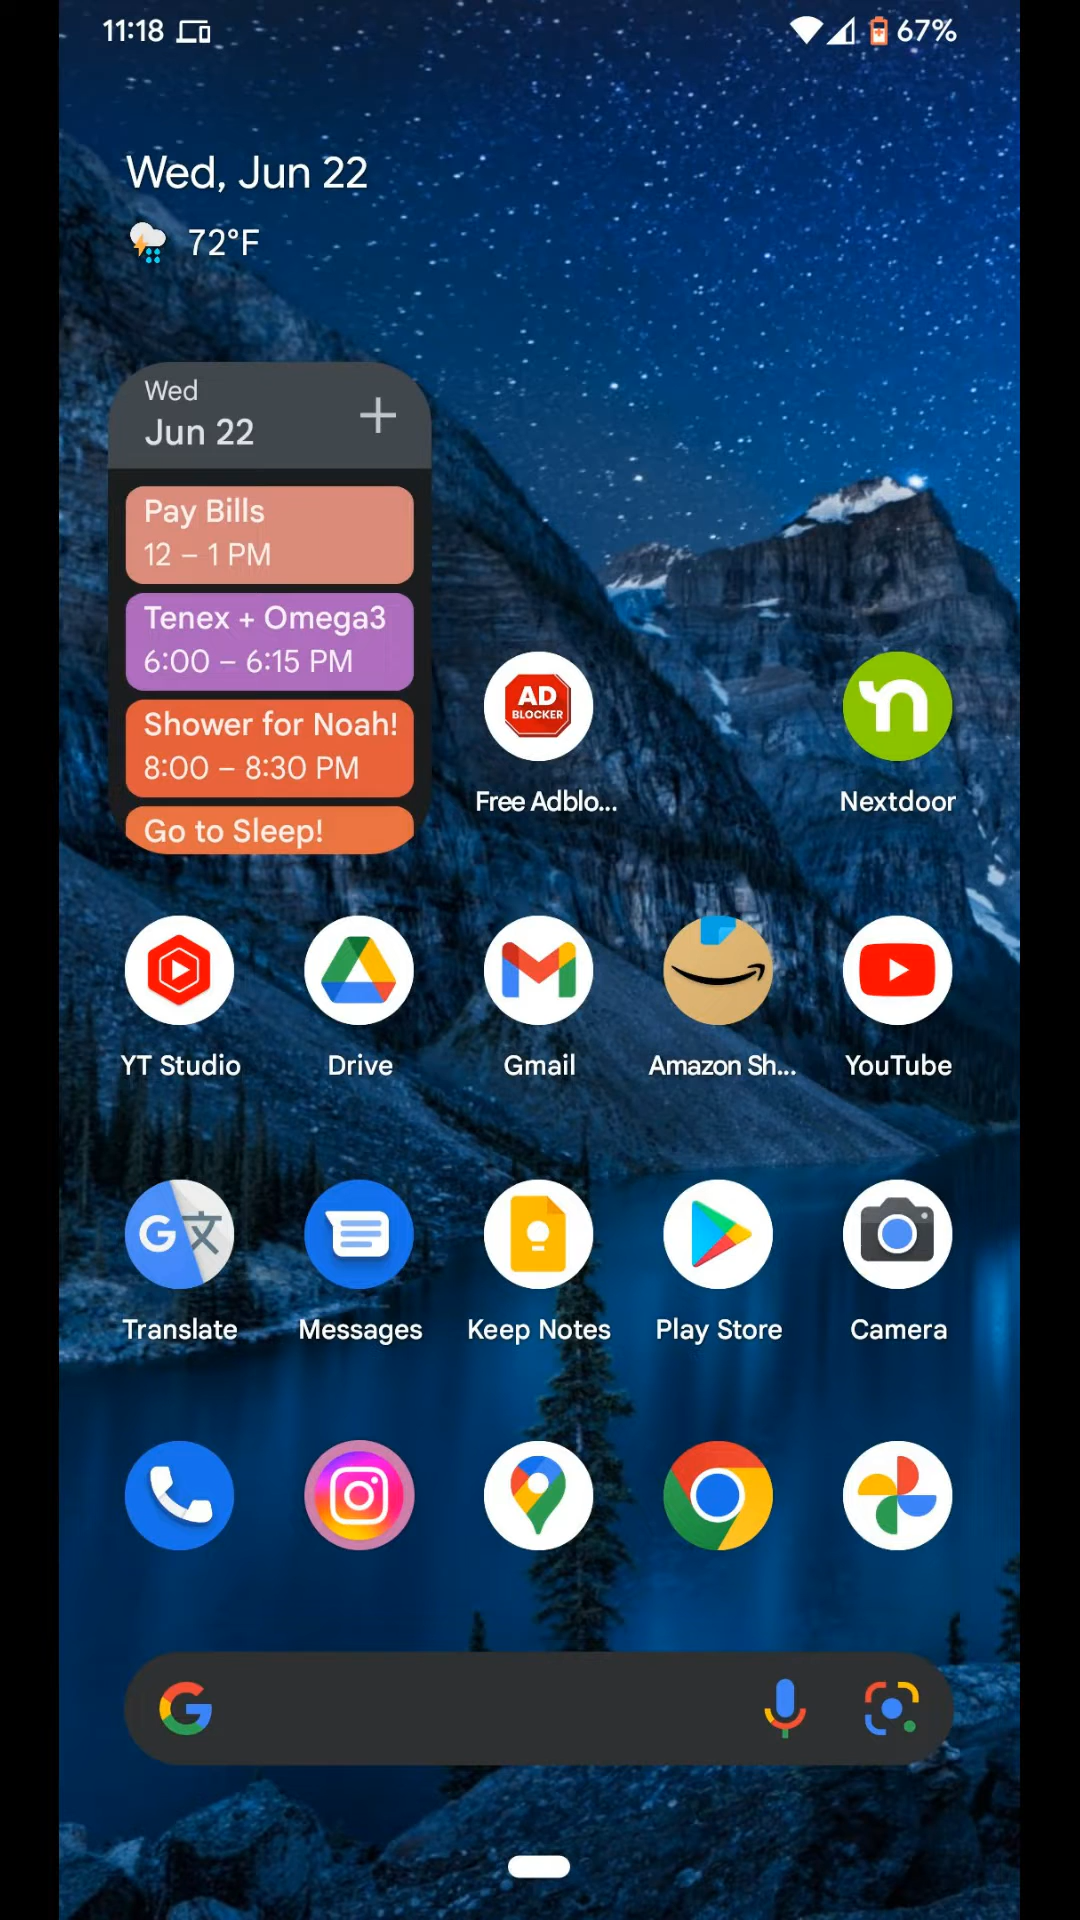 11:18
67%
Wed, Jun 22
72°F
Wed
Jun 22
Pay Bills
12 – 1 PM
Tenex + Omega3
6:00 – 6:15 PM
Shower for Noah!
8:00 – 8:30 PM
Go to Sleep!
AD
BLOCKER
Free Adblo...
Nextdoor
YT Studio
Drive
Gmail
Amazon Sh...
YouTube
G文
Translate
Messages
Keep Notes
Play Store
Camera